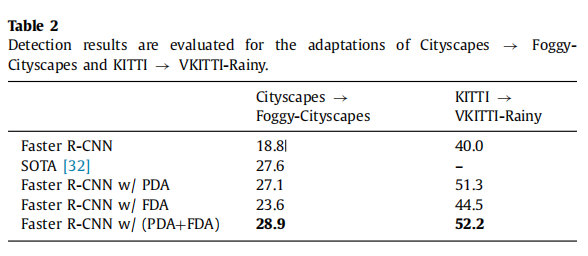 Table 2
Detection results are evaluated for the adaptations of Cityscapes → Foggy-
Cityscapes and KITTI → VKITTI-Rainy.
Cityscapes → KITTI →
Foggy-Cityscapes VKITTI-Rainy
Faster R-CNN 18.8| 40.0
SOTA [32] 27.6 –
Faster R-CNN w/ PDA 27.1 51.3
Faster R-CNN w/ FDA 23.6 44.5
Faster R-CNN w/ (PDA+FDA) 28.9 52.2